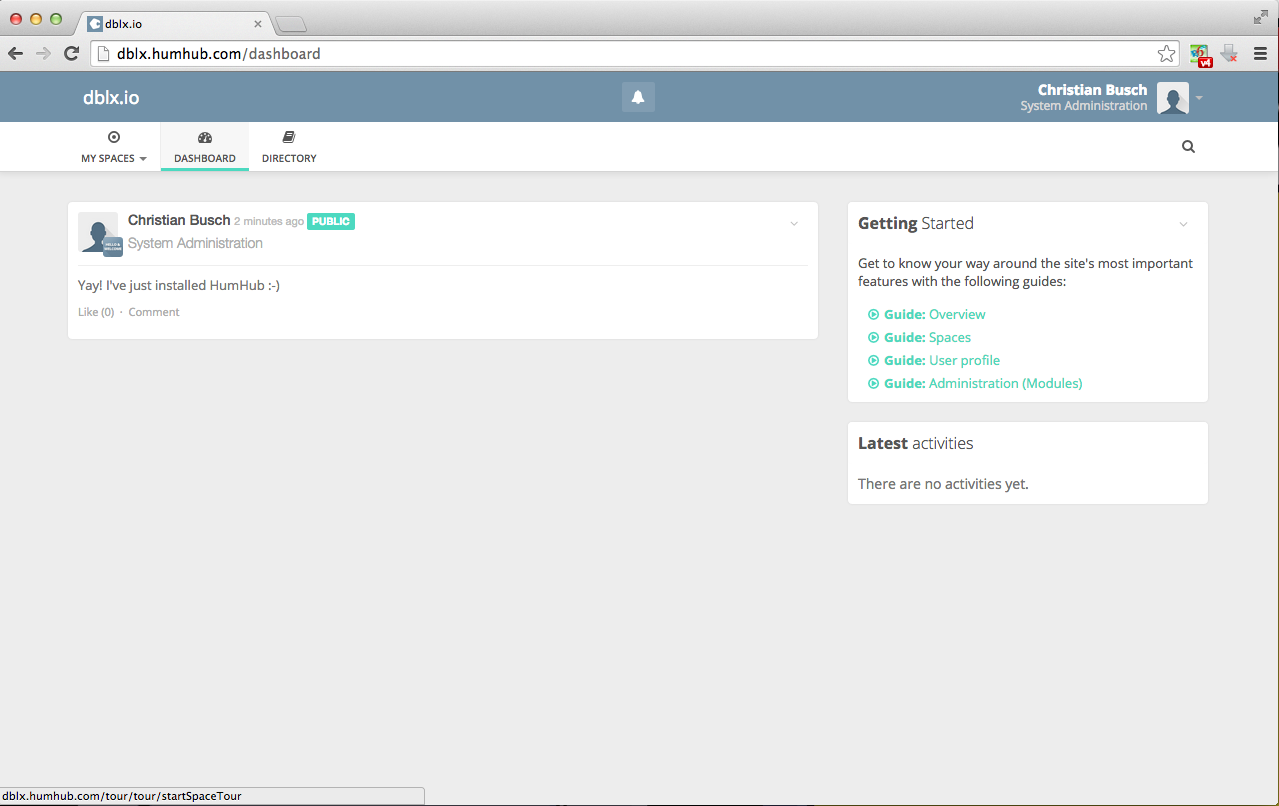 dblx.io
dblx.humhub.com/dashboard
v4
dblx.io
Christian Busch
System Administration
MY SPACES
DASHBOARD
DIRECTORY
Christian Busch 2 minutes ago PUBLIC
System Administration
HELLO &
WELCOME
Yay! I've just installed HumHub :-)
Like (0) · Comment
Getting Started
Get to know your way around the site's most important
features with the following guides:
Guide: Overview
Guide: Spaces
Guide: User profile
Guide: Administration (Modules)
Latest activities
There are no activities yet.
dblx.humhub.com/tour/tour/startSpaceTour